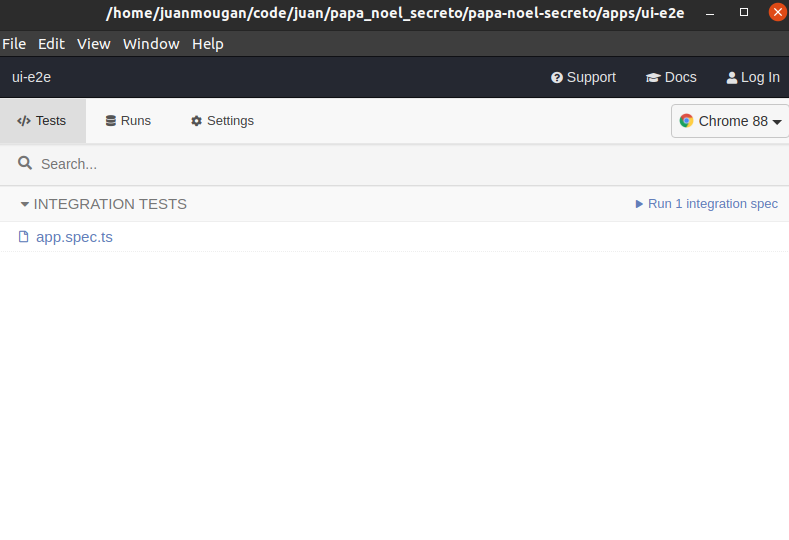 /home/juanmougan/code/juan/papa_noel_secreto/papa-noel-secreto/apps/ui-e2e
File Edit View Window Help
ui-e2e Support Docs Log In
Tests Runs Settings Chrome 88
Search...
INTEGRATION TESTS Run 1 integration spec
app.spec.ts